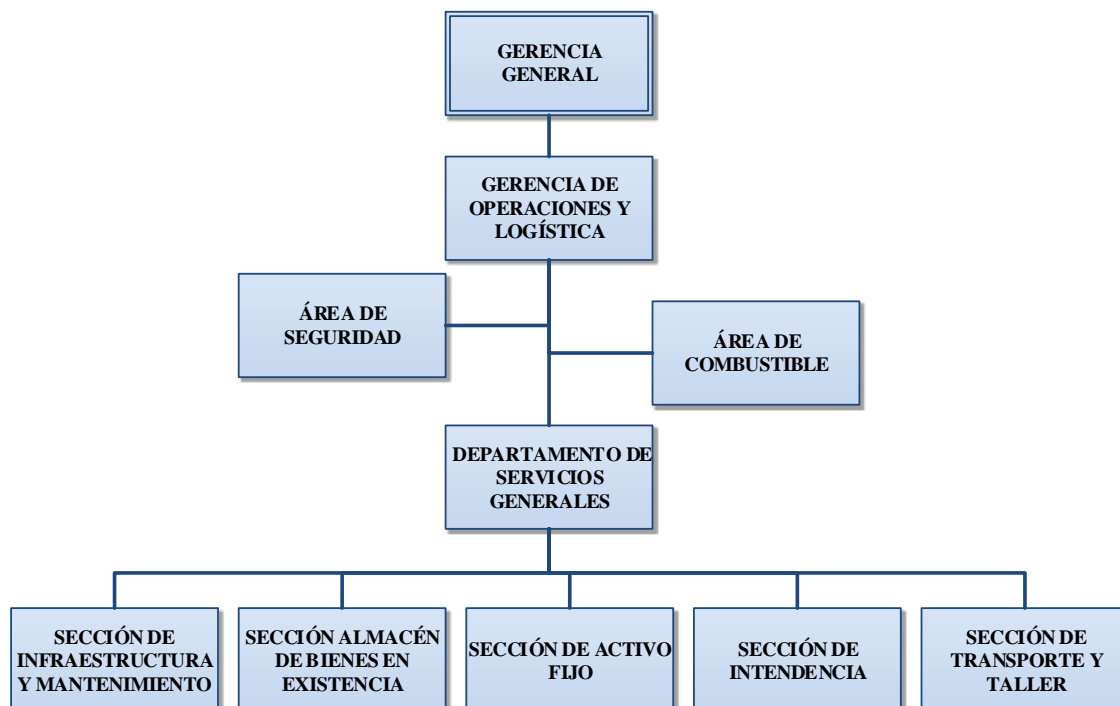 GERENCIA
GENERAL
GERENCIA DE
OPERACIONES Y
LOGÍSTICA
ÁREA DE
SEGURIDAD
ÁREA DE
COMBUSTIBLE
DEPARTAMENTO DE
SERVICIOS
GENERALES
SECCIÓN DE
INFRAESTRUCTURA
Y MANTENIMIENTO
SECCIÓN ALMACÉN
DE BIENES EN
EXISTENCIA
SECCIÓN DE ACTIVO
FIJO
SECCIÓN DE
INTENDENCIA
SECCIÓN DE
TRANSPORTE Y
TALLER